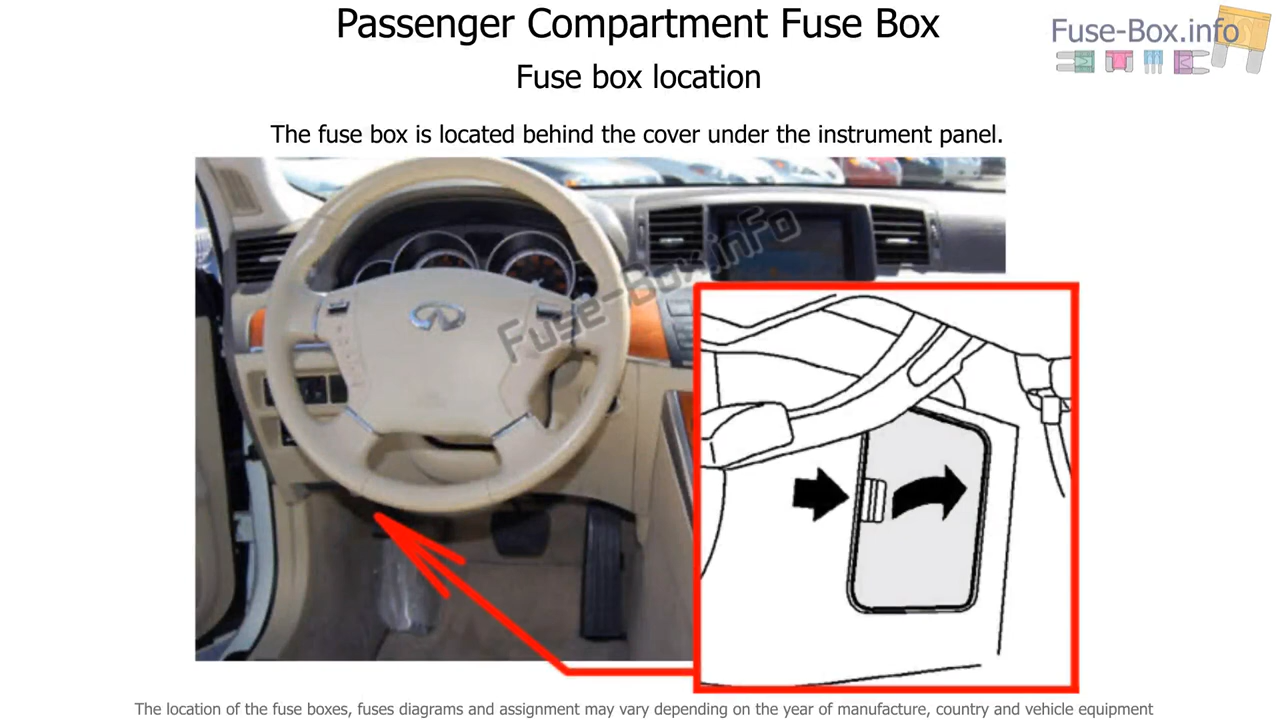 Passenger Compartment Fuse Box
Fuse-Box.info
Fuse box location
The fuse box is located behind the cover under the instrument panel.
Fuse-Box.info
The location of the fuse boxes, fuses diagrams and assignment may vary depending on the year of manufacture, country and vehicle equipment